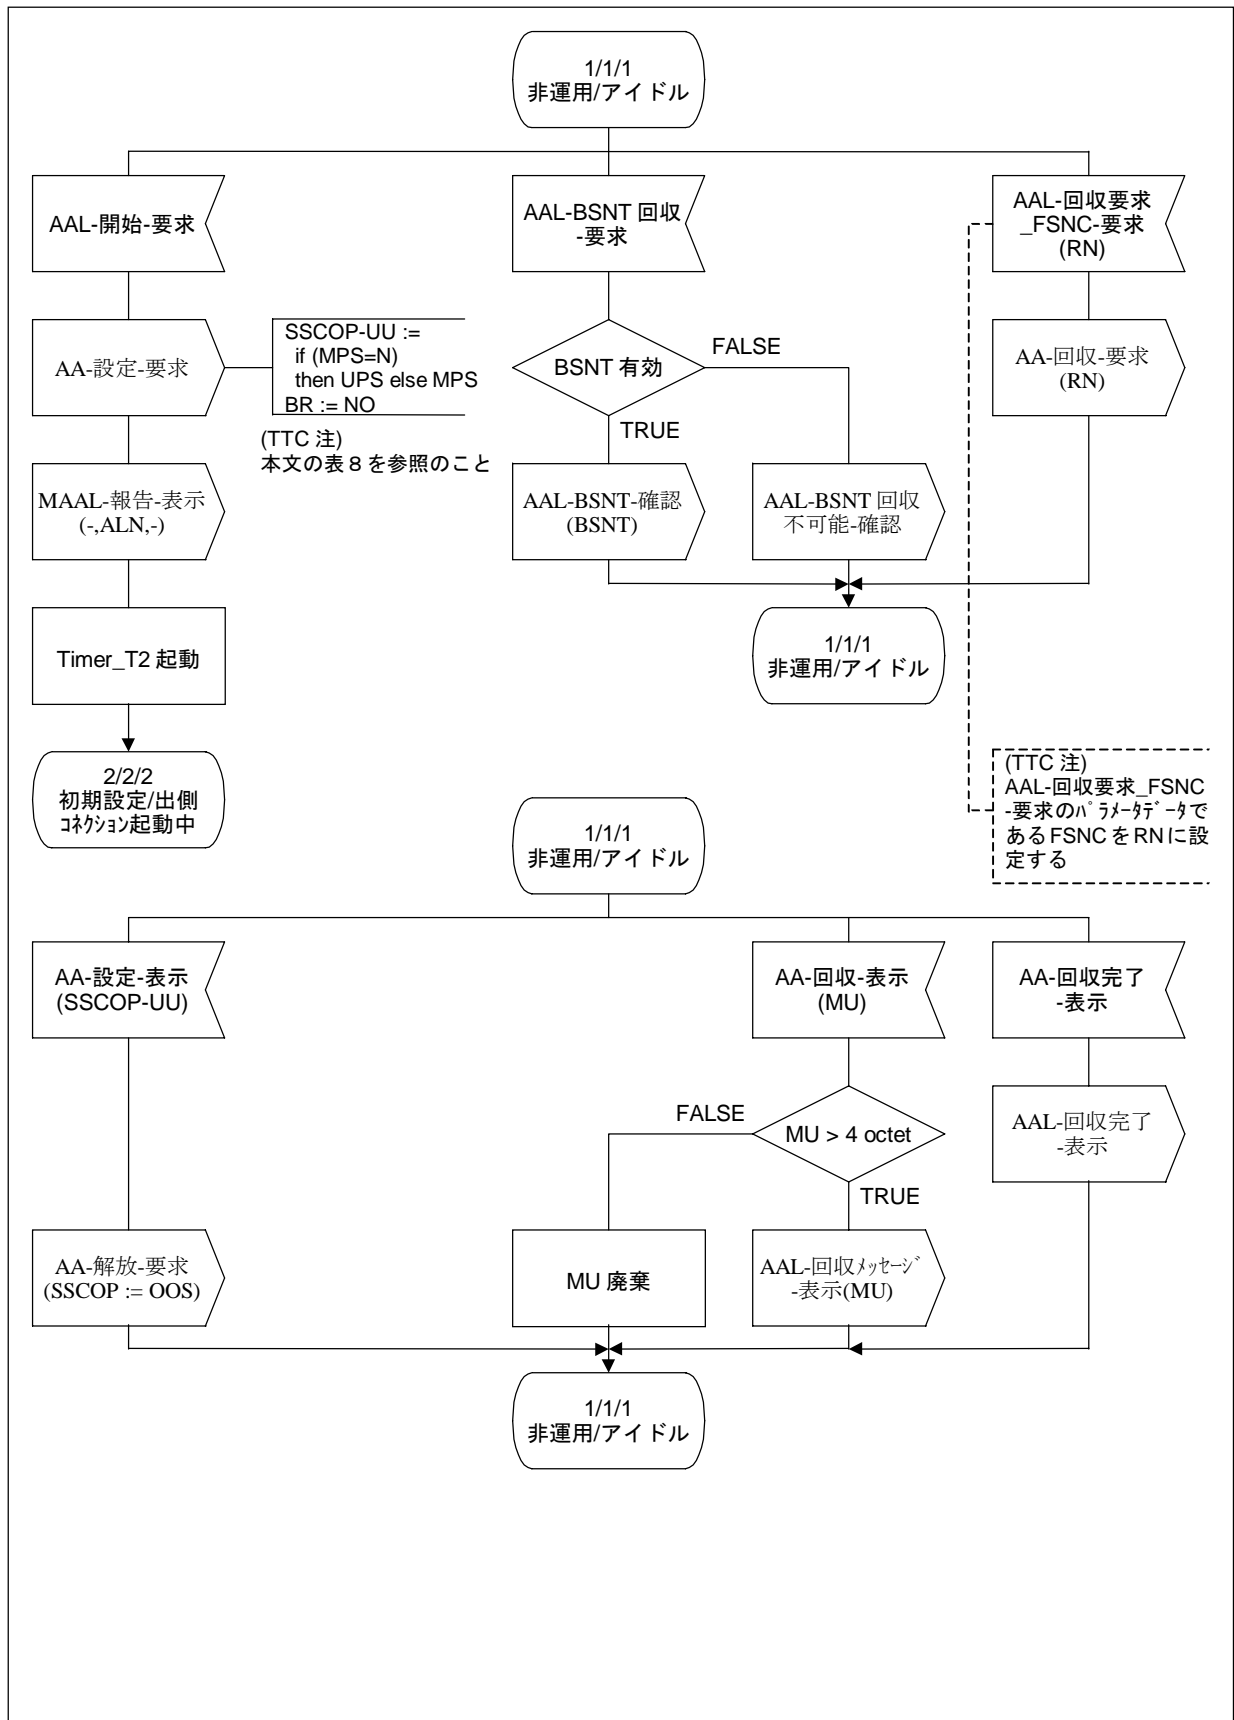 1/1/1
非運用/アイドル
AAL-開始-要求
AAL-BSNT 回収
-要求
AAL-回収要求
_FSNC-要求
(RN)
AA-設定-要求
SSCOP-UU :=
if (MPS=N)
then UPS else MPS
BR := NO
(TTC 注)
本文の表８を参照のこと
BSNT 有効
FALSE
TRUE
AA-回収-要求
(RN)
MAAL-報告-表示
(-,ALN,-)
AAL-BSNT-確認
(BSNT)
AAL-BSNT 回収
不可能-確認
Timer_T2 起動
1/1/1
非運用/アイドル
2/2/2
初期設定/出側
ｺﾈｸｼｮﾝ起動中
(TTC 注)
AAL-回収要求_FSNC
-要求のﾊﾟﾗﾒｰﾀﾃﾞｰﾀで
あるFSNCをRNに設
定する
1/1/1
非運用/アイドル
AA-設定-表示
(SSCOP-UU)
AA-回収-表示
(MU)
AA-回収完了
-表示
FALSE
MU > 4 octet
TRUE
AAL-回収完了
-表示
AA-解放-要求
(SSCOP := OOS)
MU 廃棄
AAL-回収ﾒｯｾｰｼﾞ
-表示(MU)
1/1/1
非運用/アイドル